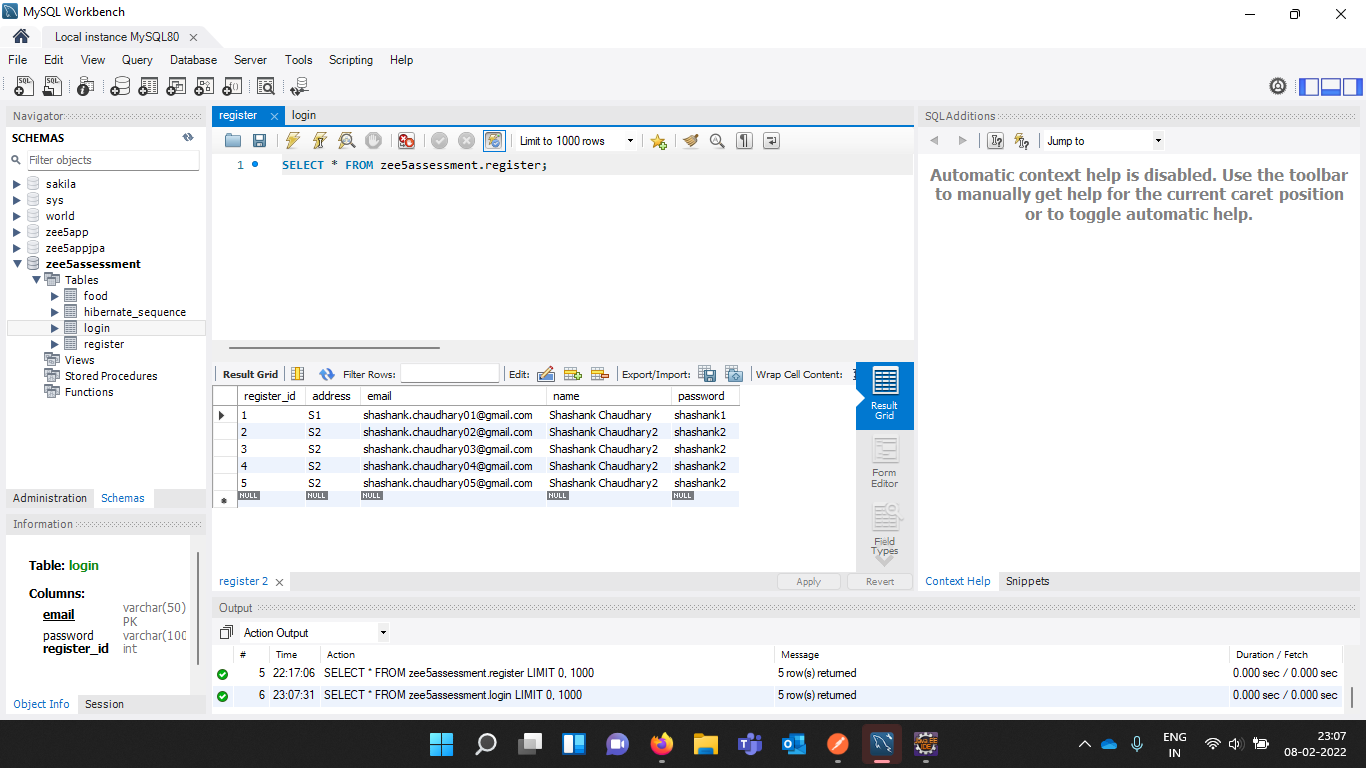 MySQL Workbench
Local instance MySQL80
File Edit View Query Database Server Tools Scripting Help
Navigator
SCHEMAS
Filter objects
sakila
sys
world
zee5app
zee5appjpa
zee5assessment
Tables
food
hibernate_sequence
login
register
Views
Stored Procedures
Functions
Administration Schemas
Information
Table: login
Columns:
email varchar(50) PK
password varchar(100
register_id int
Object Info Session
register login
Limit to 1000 rows
1 SELECT * FROM zee5assessment.register;
Result Grid Filter Rows: Edit: Export/Import: Wrap Cell Content:
register_id address email name password
1 S1 shashank.chaudhary01@gmail.com Shashank Chaudhary shashank1
2 S2 shashank.chaudhary02@gmail.com Shashank Chaudhary2 shashank2
3 S2 shashank.chaudhary03@gmail.com Shashank Chaudhary2 shashank2
4 S2 shashank.chaudhary04@gmail.com Shashank Chaudhary2 shashank2
5 S2 shashank.chaudhary05@gmail.com Shashank Chaudhary2 shashank2
NULL NULL NULL NULL NULL
Result Grid
Form Editor
Field Types
register 2 Apply Revert
SQLAdditions
Jump to
Automatic context help is disabled. Use the toolbar
to manually get help for the current caret position
or to toggle automatic help.
Context Help Snippets
Output
Action Output
# Time Action Message Duration / Fetch
5 22:17:06 SELECT * FROM zee5assessment.register LIMIT 0, 1000 5 row(s) returned 0.000 sec / 0.000 sec
6 23:07:31 SELECT * FROM zee5assessment.login LIMIT 0, 1000 5 row(s) returned 0.000 sec / 0.000 sec
ENG
IN
23:07
08-02-2022